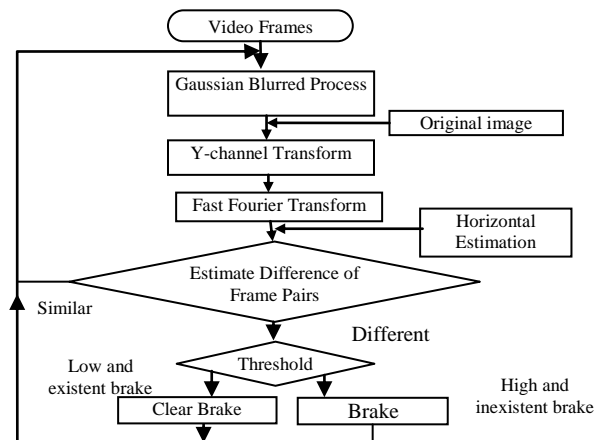 Video Frames
Gaussian Blurred Process
Original image
Y-channel Transform
Fast Fourier Transform
Horizontal
Estimation
Estimate Difference of
Frame Pairs
Similar
Different
Threshold
Low and
existent brake
High and
inexistent brake
Clear Brake
Brake